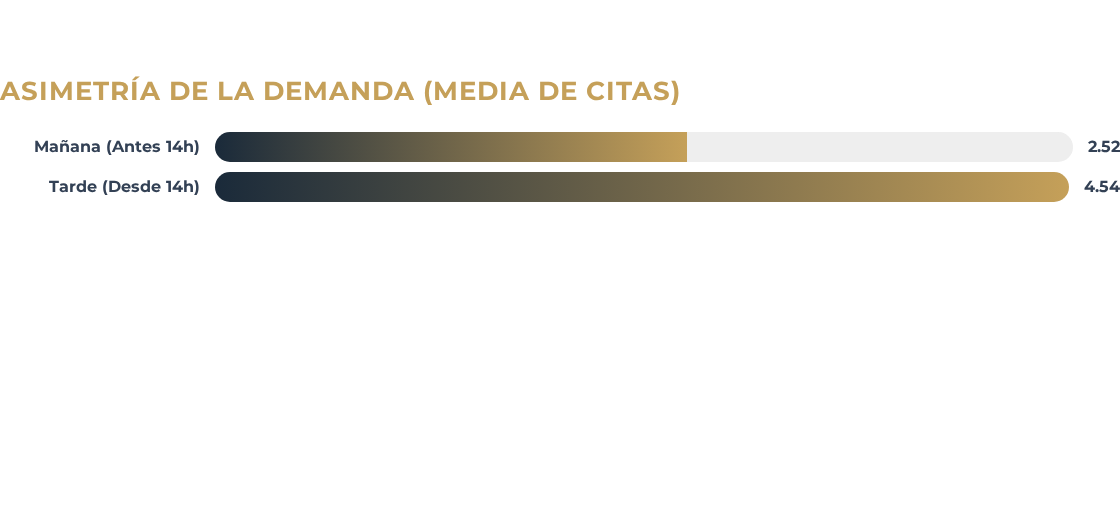 ASIMETRÍA DE LA DEMANDA (MEDIA DE CITAS)
Mañana (Antes 14h) 2.52
Tarde (Desde 14h) 4.54